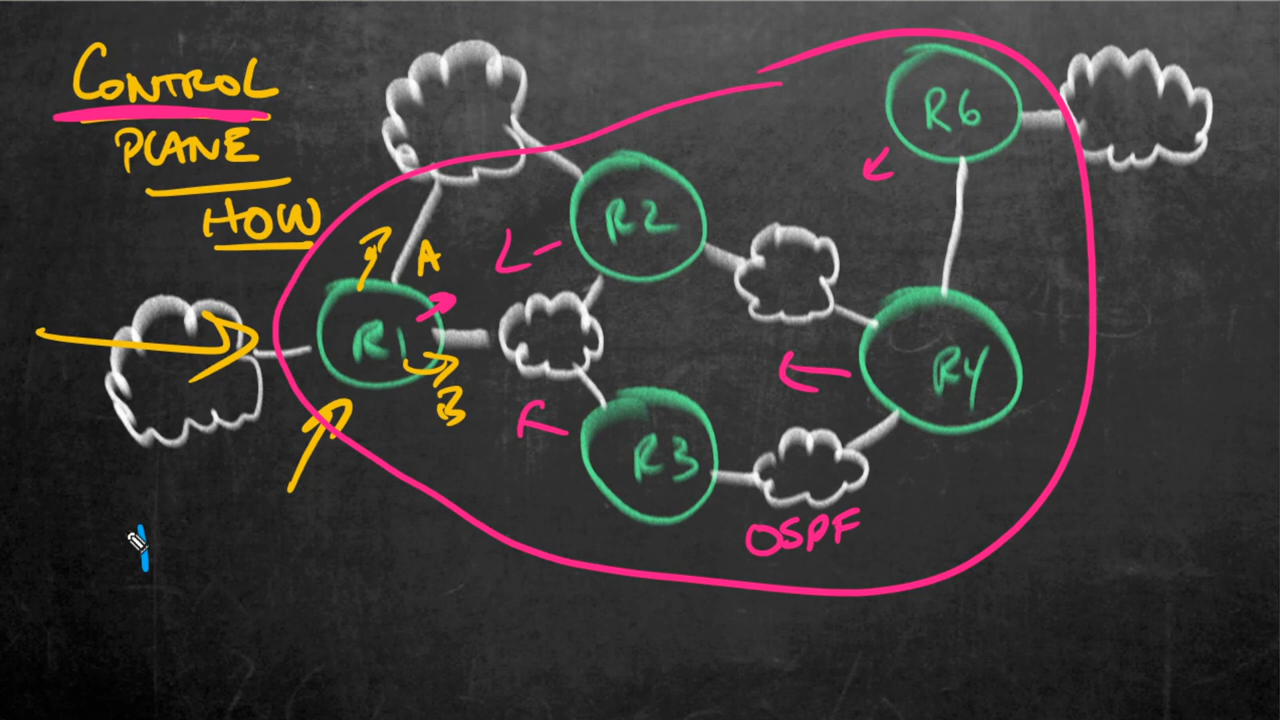 CONTROL
PLANE
HOW
R6
R2
A
R1
B
R4
R3
OSPF